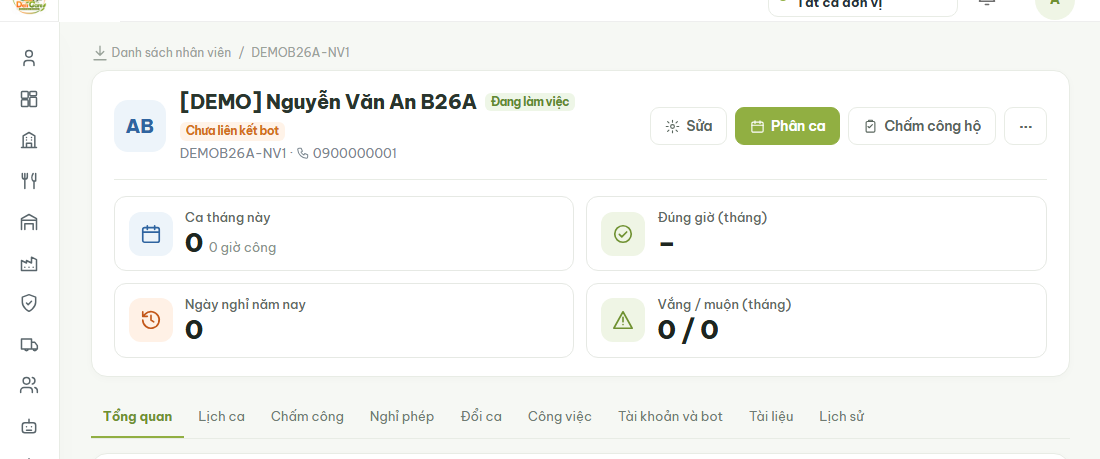 Tất cả đơn vị
A
Danh sách nhân viên / DEMOB26A-NV1
AB
[DEMO] Nguyễn Văn An B26A Đang làm việc
Chưa liên kết bot
DEMOB26A-NV1 · 0900000001
Sửa
Phân ca
Chấm công hộ
...
Ca tháng này
0 0 giờ công
Đúng giờ (tháng)
–
Ngày nghỉ năm nay
0
Vắng / muộn (tháng)
0 / 0
Tổng quan Lịch ca Chấm công Nghỉ phép Đổi ca Công việc Tài khoản và bot Tài liệu Lịch sử